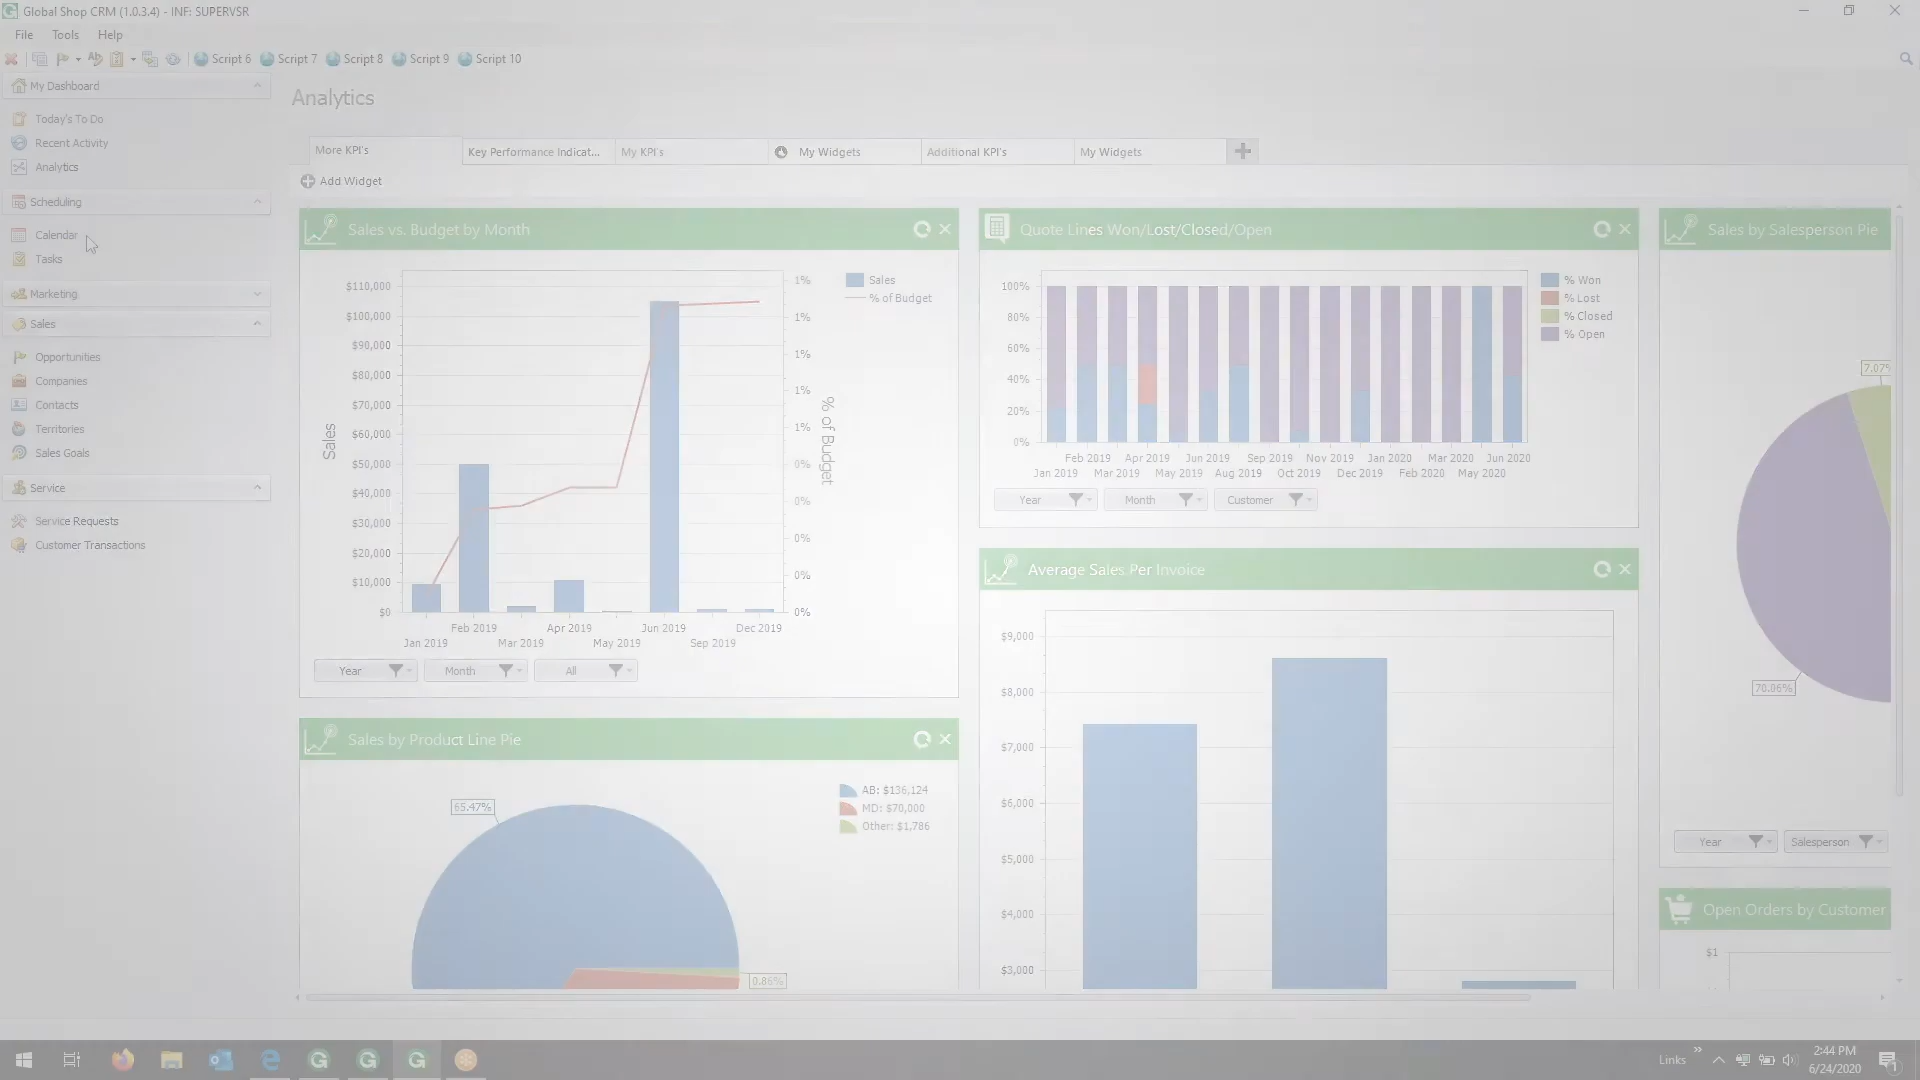 Global Shop CRM (1.0.3.4) - INF: SUPERVSR
File Tools Help
Script 6 Script 7 Script 8 Script 9 Script 10
My Dashboard
Today's To Do
Recent Activity
Analytics
Scheduling
Calendar
Tasks
Marketing
Sales
Opportunities
Companies
Contacts
Territories
Sales Goals
Service
Service Requests
Customer Transactions
Analytics
More KPI's
Key Performance Indicat...
My KPI's
My Widgets
Additional KPI's
My Widgets
Add Widget
Sales vs. Budget by Month
$110,000
$100,000
$90,000
$80,000
$70,000
$60,000
$50,000
$40,000
$30,000
$20,000
$10,000
$0
Sales
1%
1%
1%
1%
1%
0%
0%
0%
0%
0%
% of Budget
Sales
% of Budget
Feb 2019 Apr 2019 Jun 2019 Dec 2019
Jan 2019 Mar 2019 May 2019 Sep 2019
Year Month All
Sales by Product Line Pie
65.47%
0.86%
AB: $136,124
MD: $70,000
Other: $1,786
Quote Lines Won/Lost/Closed/Open
100%
80%
60%
40%
20%
0%
% Won
% Lost
% Closed
% Open
Feb 2019 Apr 2019 Jun 2019 Sep 2019 Nov 2019 Jan 2020 Mar 2020 Jun 2020
Jan 2019 Mar 2019 May 2019 Aug 2019 Oct 2019 Dec 2019 Feb 2020 May 2020
Year Month Customer
Average Sales Per Invoice
$9,000
$8,000
$7,000
$6,000
$5,000
$4,000
$3,000
Sales by Salesperson Pie
7.07%
70.06%
Year Salesperson
Open Orders by Customer
$1
Links
2:44 PM
6/24/2020